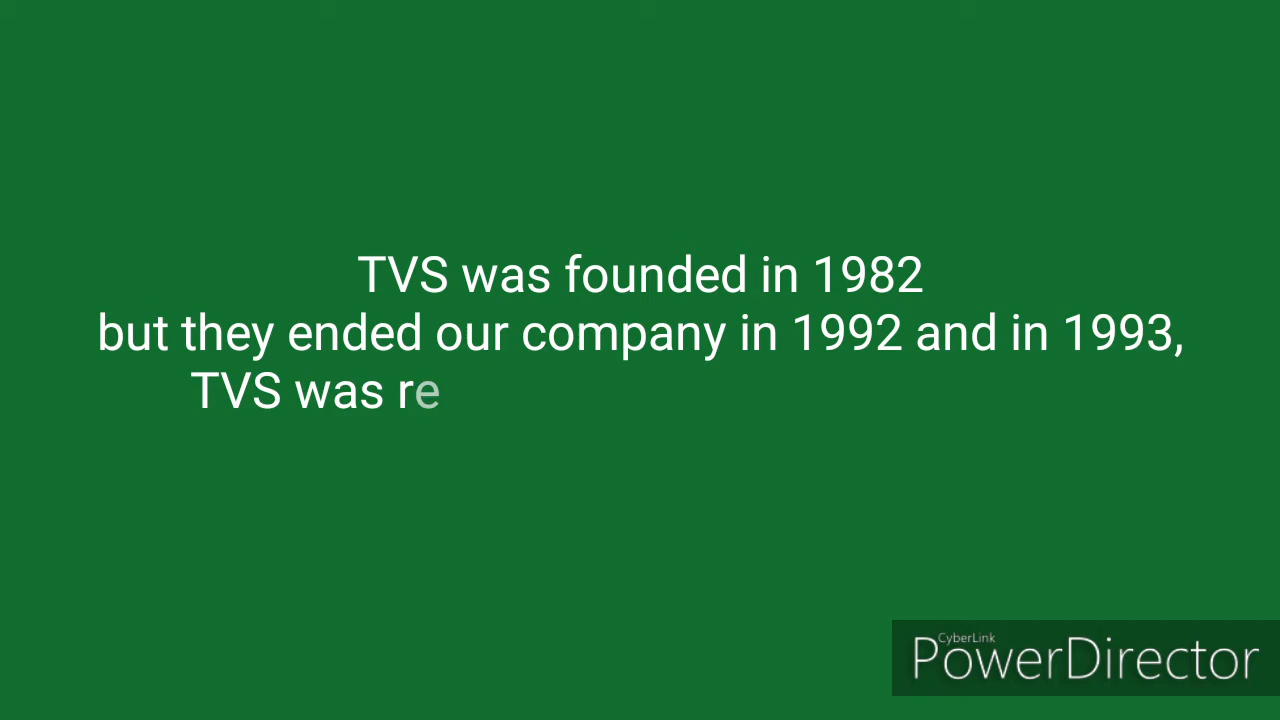 TVS was founded in 1982
but they ended our company in 1992 and in 1993,
TVS was re
CyberLink
PowerDirector